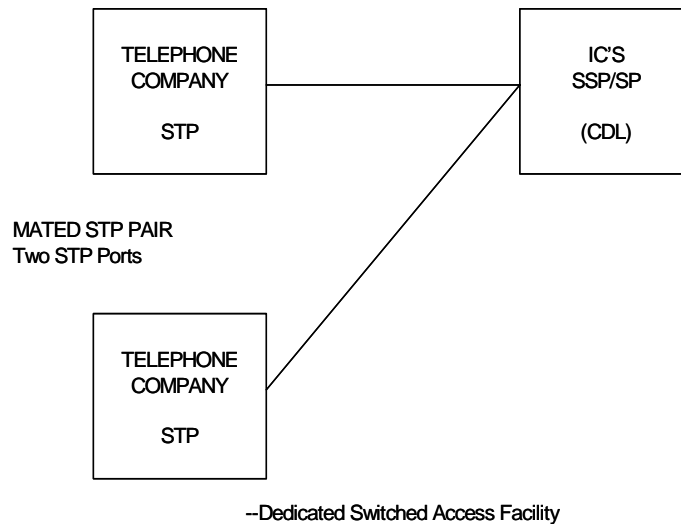 TELEPHONE
COMPANY
STP
IC'S
SSP/SP
(CDL)
MATED STP PAIR
Two STP Ports
TELEPHONE
COMPANY
STP
--Dedicated Switched Access Facility